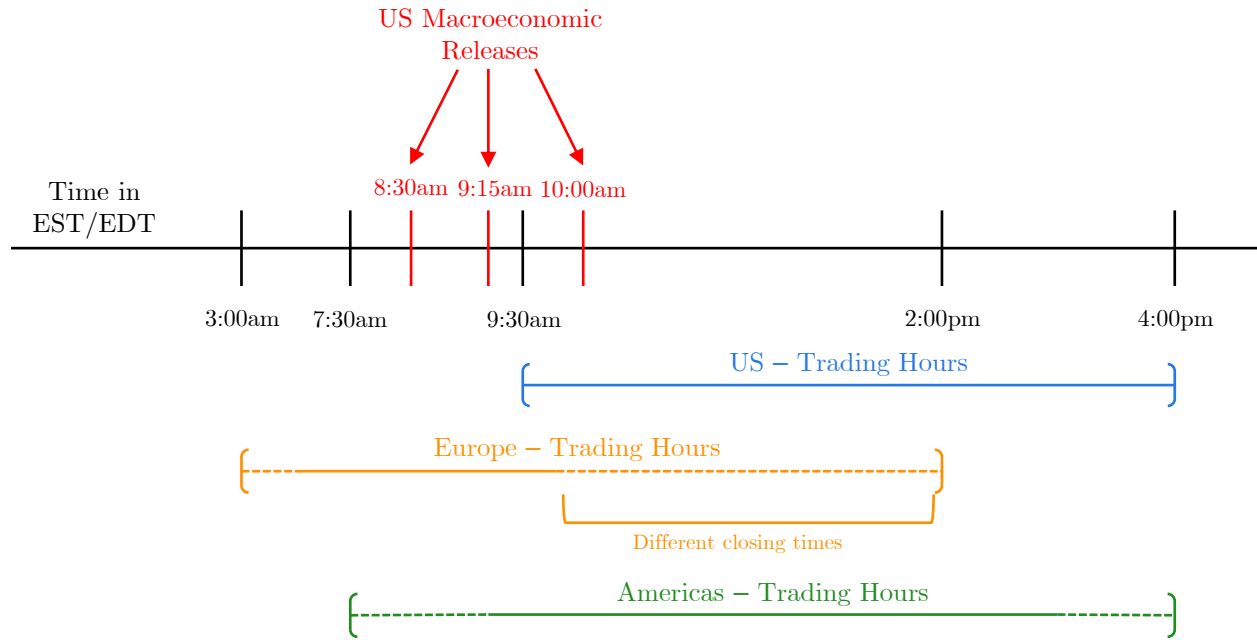 US Macroeconomic
Releases
8:30am 9:15am 10:00am
Time in
EST/EDT
3:00am 7:30am 9:30am 2:00pm 4:00pm
US – Trading Hours
Europe – Trading Hours
Different closing times
Americas – Trading Hours